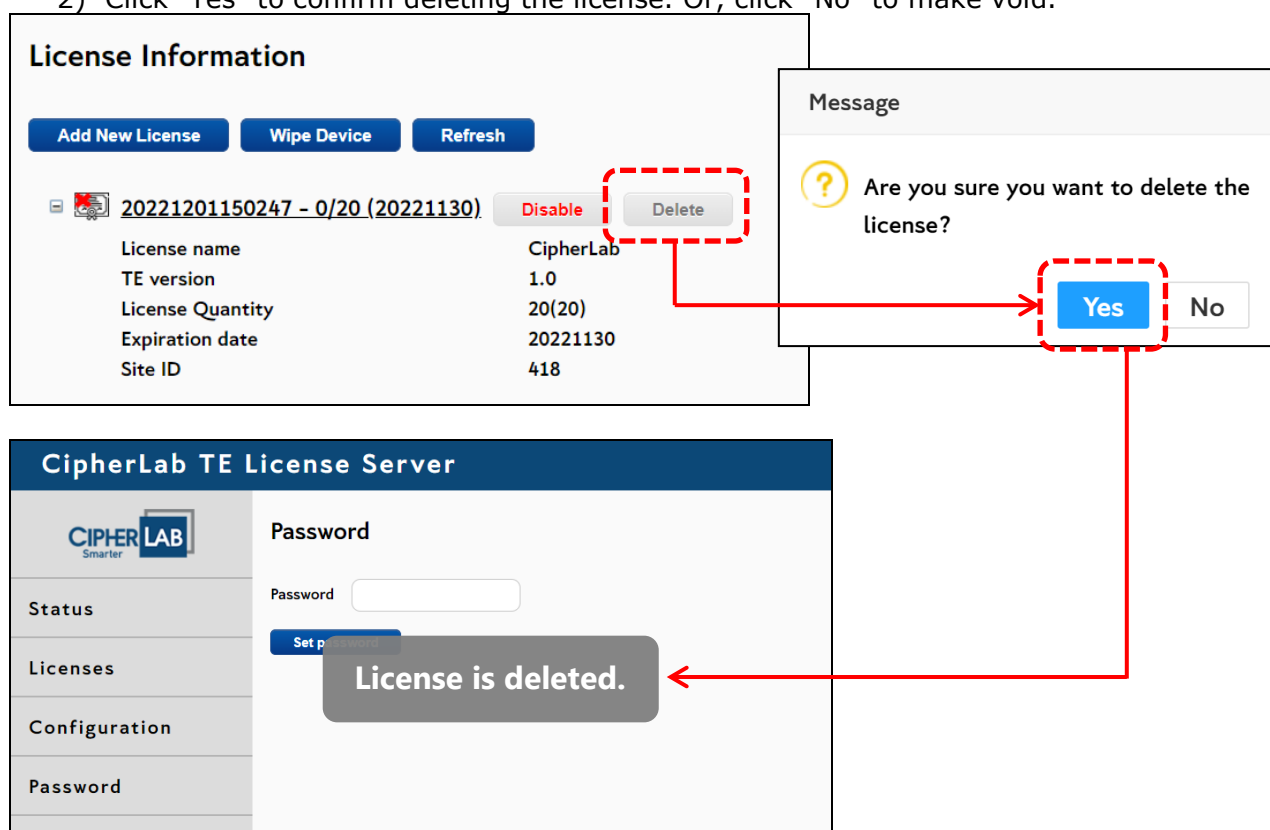 2) Click "Yes" to confirm deleting the license. Or, click "No" to make void.
License Information
Add New License Wipe Device Refresh
20221201150247 - 0/20 (20221130) Disable Delete
License name CipherLab
TE version 1.0
License Quantity 20(20)
Expiration date 20221130
Site ID 418
Message
Are you sure you want to delete the
license?
Yes No
CipherLab TE License Server
CIPHERLAB
Smarter
Status
Licenses
Configuration
Password
Password
Password
Set password
License is deleted.